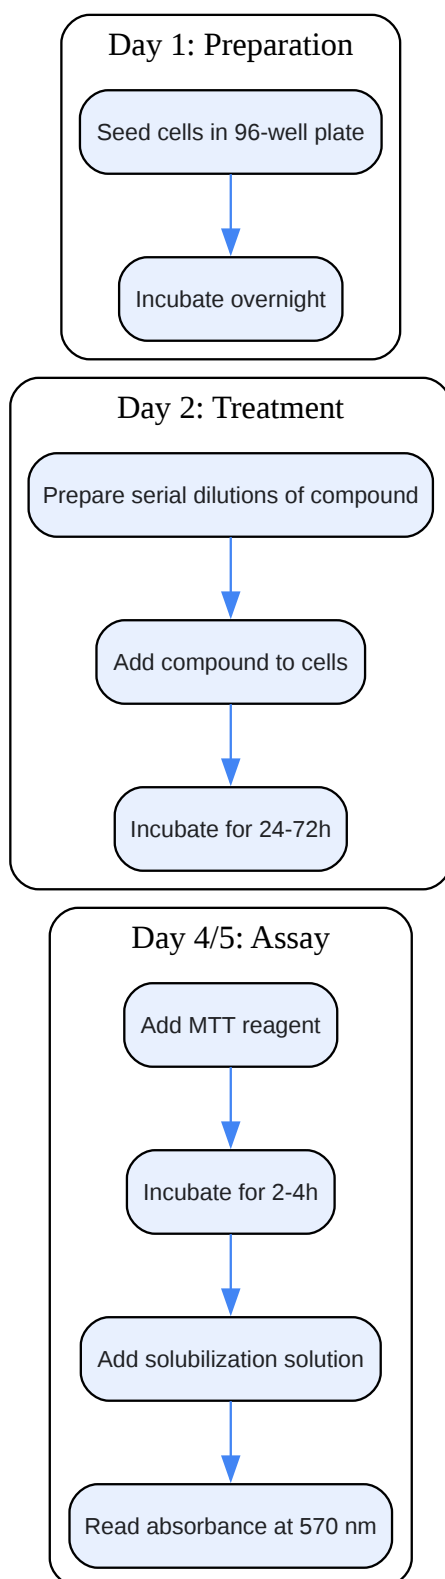 Day 1: Preparation
Seed cells in 96-well plate
Incubate overnight
Day 2: Treatment
Prepare serial dilutions of compound
Add compound to cells
Incubate for 24-72h
Day 4/5: Assay
Add MTT reagent
Incubate for 2-4h
Add solubilization solution
Read absorbance at 570 nm